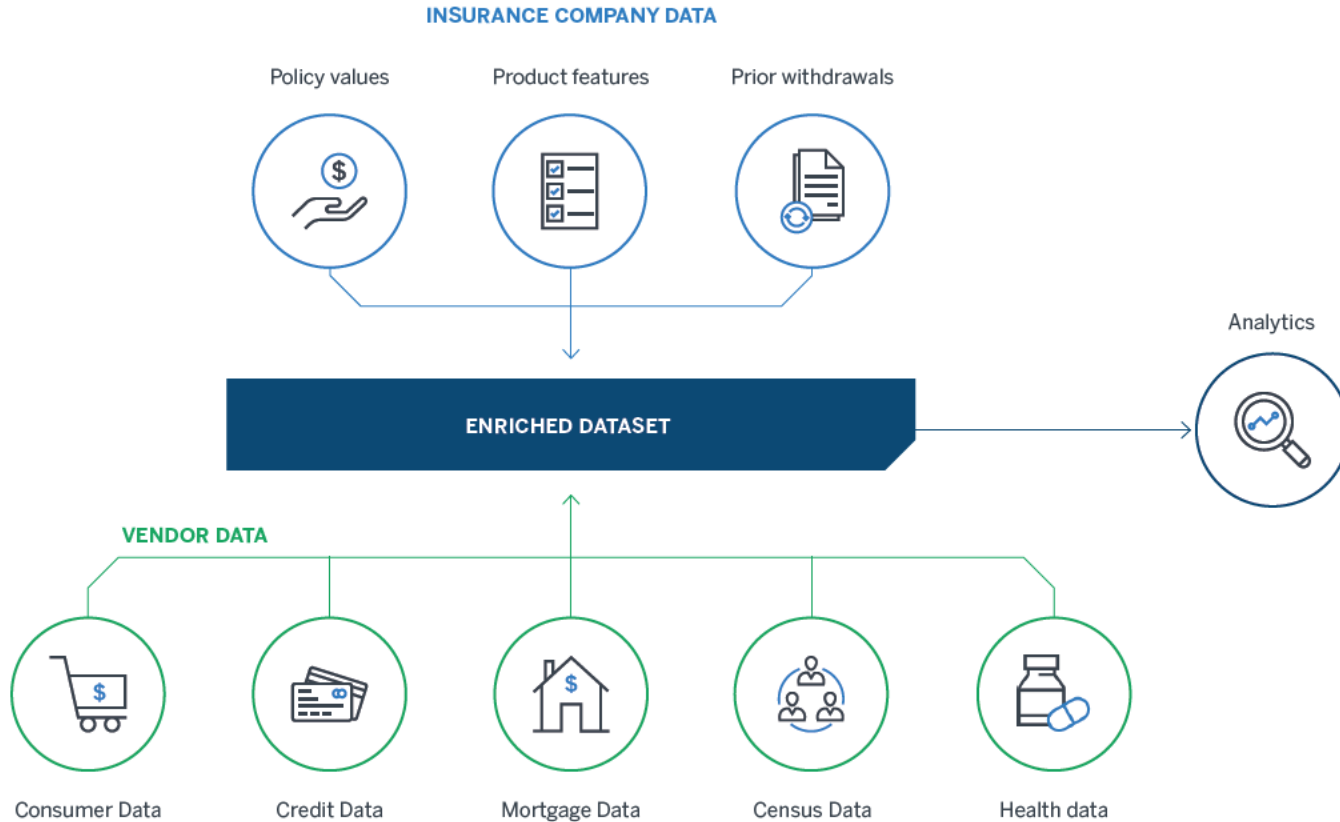 INSURANCE COMPANY DATA
Policy values
Product features
Prior withdrawals
$
Analytics
ENRICHED DATASET
VENDOR DATA
$
$
Consumer Data
Credit Data
Mortgage Data
Census Data
Health data